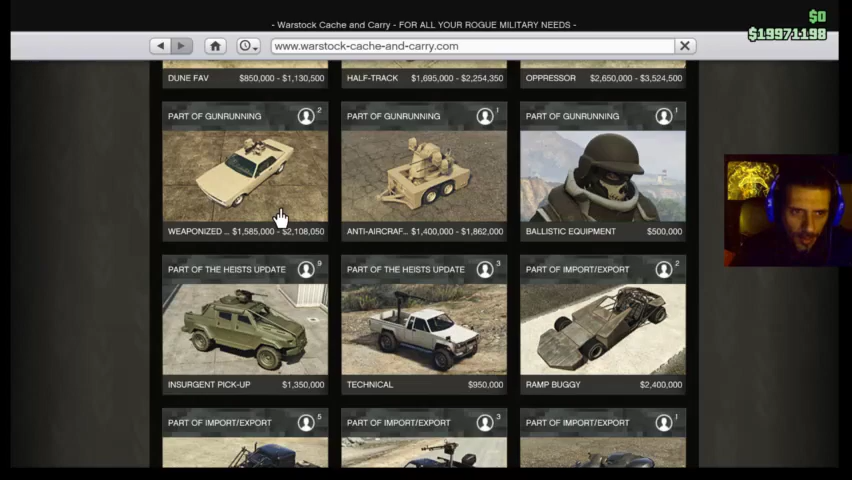 - Warstock Cache and Carry - FOR ALL YOUR ROGUE MILITARY NEEDS -
$0
$19971198
www.warstock-cache-and-carry.com
DUNE FAV $850,000 - $1,130,500
HALF-TRACK $1,695,000 - $2,254,350
OPPRESSOR $2,650,000 - $3,524,500
PART OF GUNRUNNING 2
PART OF GUNRUNNING 1
PART OF GUNRUNNING 1
WEAPONIZED ... $1,585,000 - $2,108,050
ANTI-AIRCRAF... $1,400,000 - $1,862,000
BALLISTIC EQUIPMENT $500,000
PART OF THE HEISTS UPDATE 9
PART OF THE HEISTS UPDATE 3
PART OF IMPORT/EXPORT 2
INSURGENT PICK-UP $1,350,000
TECHNICAL $950,000
RAMP BUGGY $2,400,000
PART OF IMPORT/EXPORT 5
PART OF IMPORT/EXPORT 3
PART OF IMPORT/EXPORT 1